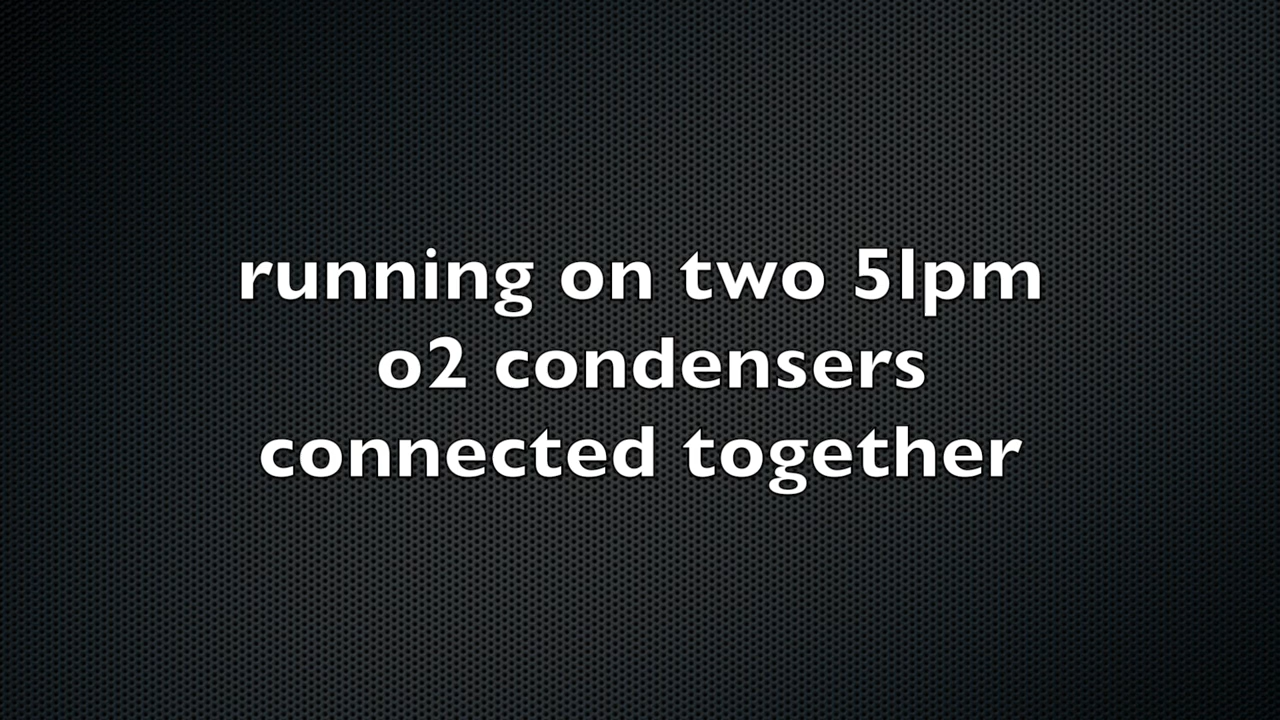 running on two 5lpm
o2 condensers
connected together